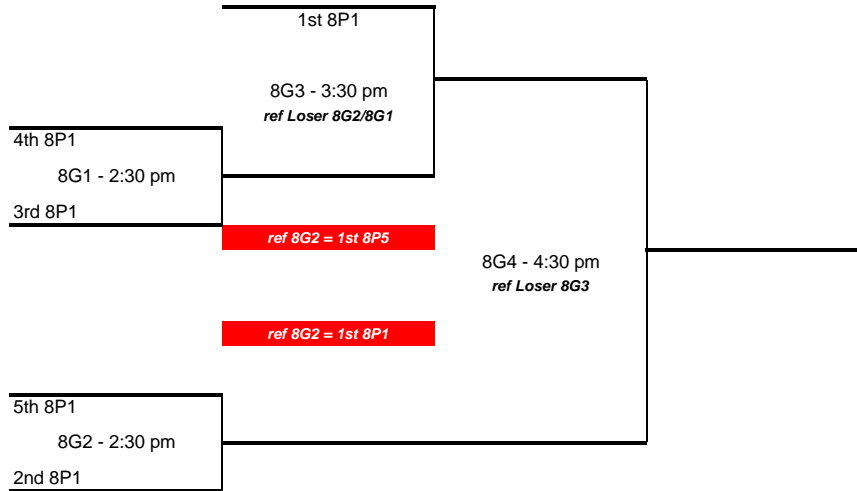 1st 8P1
8G3 - 3:30 pm
ref Loser 8G2/8G1
4th 8P1
8G1 - 2:30 pm
3rd 8P1
ref 8G2 = 1st 8P5
8G4 - 4:30 pm
ref Loser 8G3
ref 8G2 = 1st 8P1
5th 8P1
8G2 - 2:30 pm
2nd 8P1